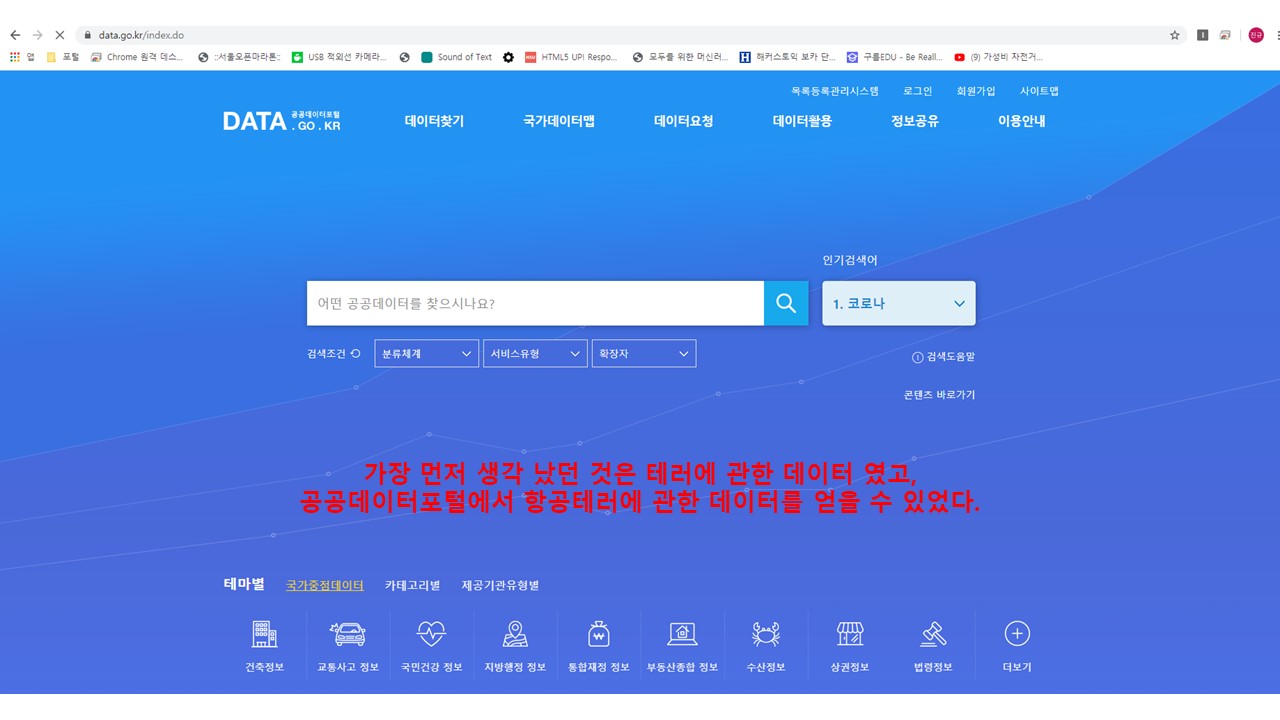 data.go.kr/index.do
앱
포털
Chrome 원격 데스...
::서울오픈마라톤::
USB 적외선 카메라...
Sound of Text
HTML5 UP! Respo...
모두를 위한 머신러...
해커스토익 보카 단...
구름EDU - Be Reall...
(9) 가성비 자전거...
목록등록관리시스템 로그인 회원가입 사이트맵
DATA 공공데이터포털
. GO . KR
데이터찾기 국가데이터맵 데이터요청 데이터활용 정보공유 이용안내
인기검색어
어떤 공공데이터를 찾으시나요?
1. 코로나
검색조건 분류체계 서비스유형 확장자
검색도움말
콘텐츠 바로가기
가장 먼저 생각 났던 것은 테러에 관한 데이터 였고,
공공데이터포털에서 항공테러에 관한 데이터를 얻을 수 있었다.
테마별 국가중점데이터 카테고리별 제공기관유형별
건축정보 교통사고 정보 국민건강 정보 지방행정 정보 통합재정 정보 부동산종합 정보 수산정보 상권정보 법령정보 더보기